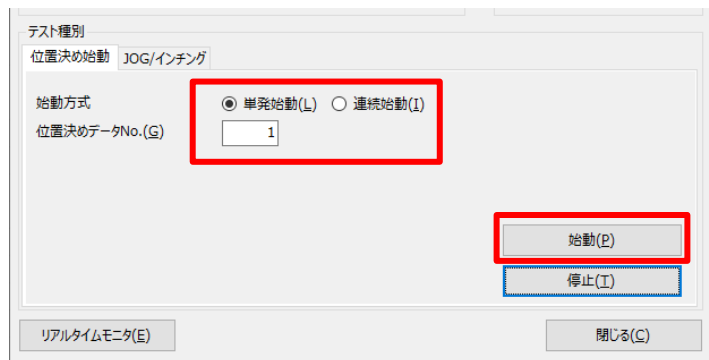 テスト種別
位置決め始動 JOG/インチング
始動方式 単発始動(L) 連続始動(I)
位置決めデータNo.(G) 1
始動(P)
停止(T)
リアルタイムモニタ(E) 閉じる(C)